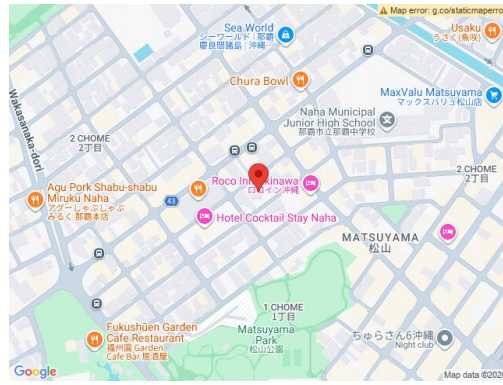 Map error: g.co/staticmaperro
Usaku
うさく(魚咲)
Sea World
シーワールド | 那覇
慶良間諸島 | 沖縄…
Chura Bowl
MaxValu Matsuyama
マックスバリュ松山店
Naha Municipal
Junior High School
那覇市立那覇中学校
Wakasanaka-dori
2 CHOME
2丁目
2 CHOME
2丁目
Roco Inn Okinawa
ロコイン沖縄
Agu Pork Shabu-shabu
Miruku Naha
アグーしゃぶしゃぶ
みるく 那覇本店
43
Hotel Cocktail Stay Naha
MATSUYAMA
松山
1 CHOME
1丁目
Fukushūen Garden
Cafe Restaurant
福州園 Garden
Cafe Bar 居酒屋
Matsuyama
Park
松山公園
ちゅらさん6沖縄
Night club
Google
Map data ©202